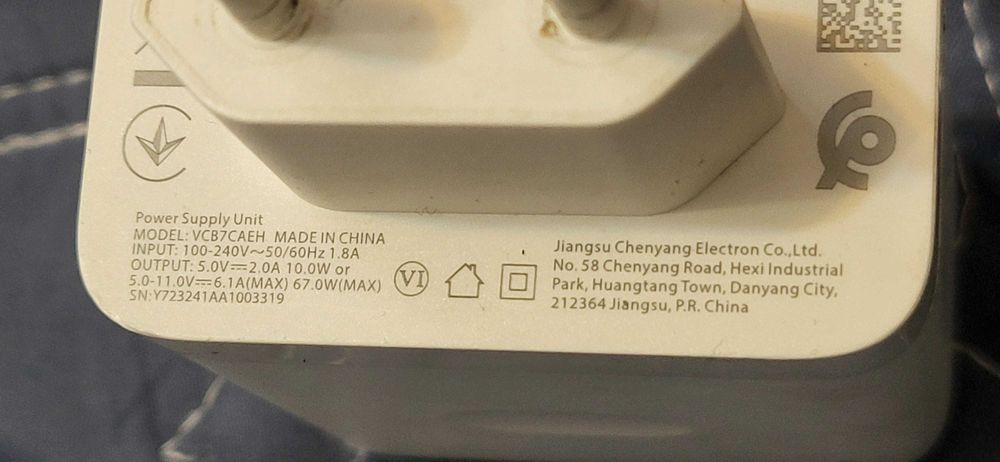 Power Supply Unit
MODEL: VCB7CAEH MADE IN CHINA
INPUT: 100-240V~50/60Hz 1.8A
OUTPUT: 5.0V⎓2.0A 10.0W or
5.0-11.0V⎓6.1A(MAX) 67.0W(MAX)
SN:Y723241AA1003319
VI
Jiangsu Chenyang Electron Co.,Ltd.
No. 58 Chenyang Road, Hexi Industrial
Park, Huangtang Town, Danyang City,
212364 Jiangsu, P.R. China